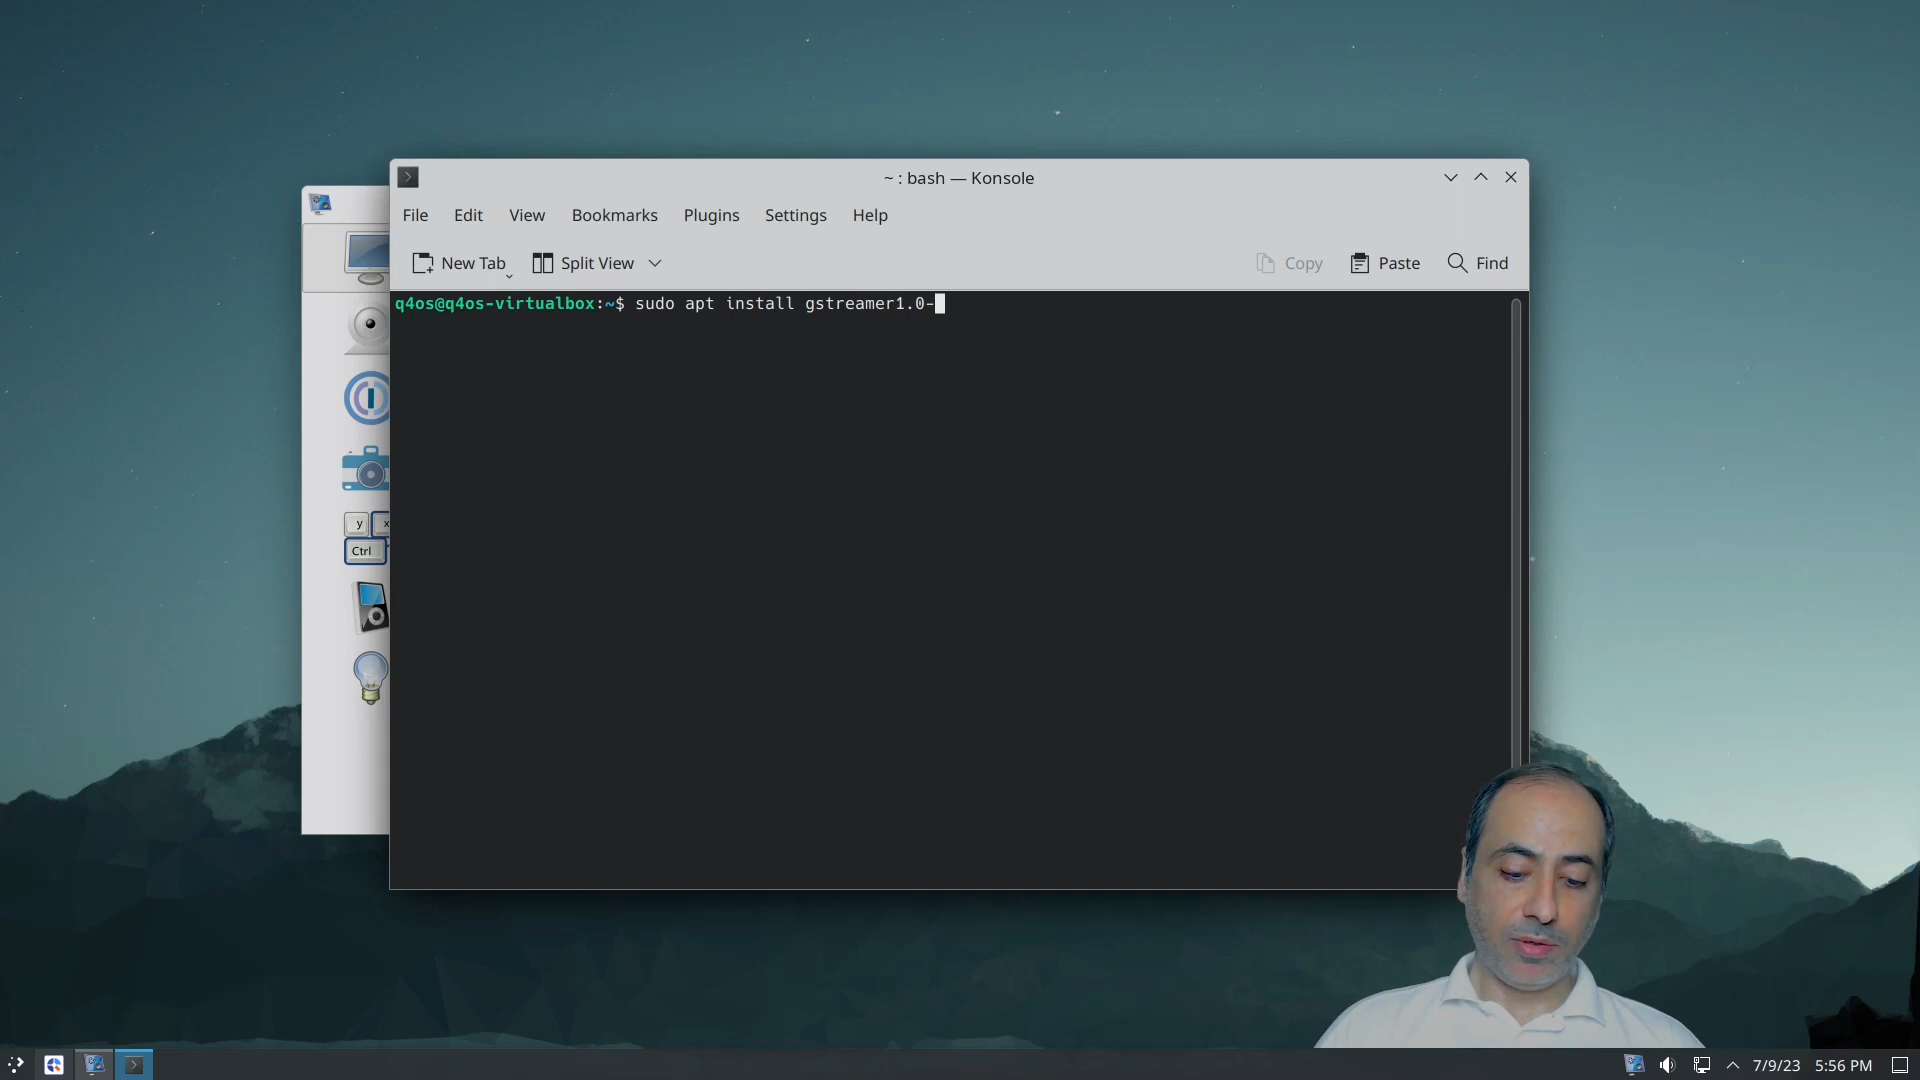 ~ : bash — Konsole
File Edit View Bookmarks Plugins Settings Help
New Tab Split View Copy Paste Find
q4os@q4os-virtualbox:~$ sudo apt install gstreamer1.0-
y x
Ctrl
7/9/23 5:56 PM